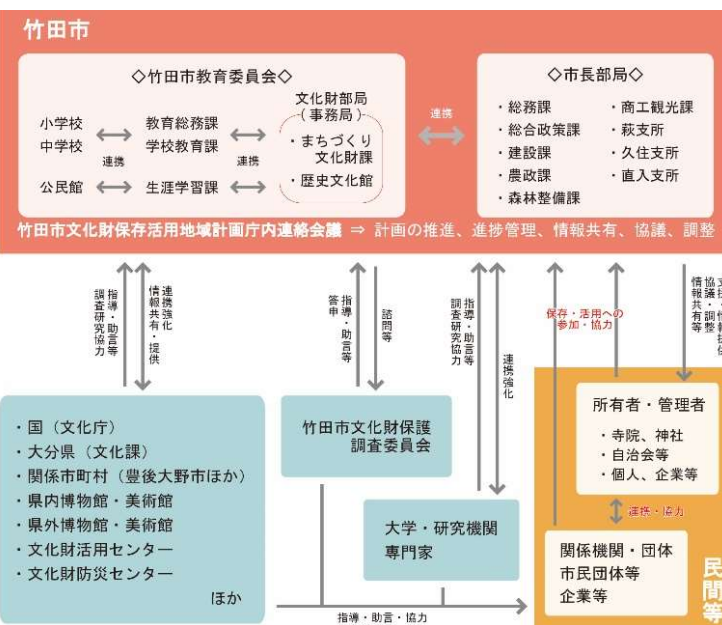 竹田市
◇竹田市教育委員会◇
小学校
中学校
公民館
連携
教育総務課
学校教育課
生涯学習課
連携
文化財部局
(事務局)
・まちづくり
文化財課
・歴史文化館
連携
◇市長部局◇
・総務課
・総合政策課
・建設課
・農政課
・森林整備課
・商工観光課
・萩支所
・久住支所
・直入支所
竹田市文化財保存活用地域計画庁内連絡会議 ⇒ 計画の推進、進捗管理、情報共有、協議、調整
指導・助言等
調査研究協力
連携強化
情報共有・提供
指導・助言等
答申
諮問等
指導・助言等
調査研究協力
連携強化
保存・活用への
参加・協力
協議・調整
情報共有等
・国(文化庁)
・大分県(文化課)
・関係市町村(豊後大野市ほか)
・県内博物館・美術館
・県外博物館・美術館
・文化財活用センター
・文化財防災センター
ほか
竹田市文化財保護
調査委員会
大学・研究機関
専門家
所有者・管理者
・寺院、神社
・自治会等
・個人、企業等
連携・協力
関係機関・団体
市民団体等
企業等
民間等
指導・助言・協力